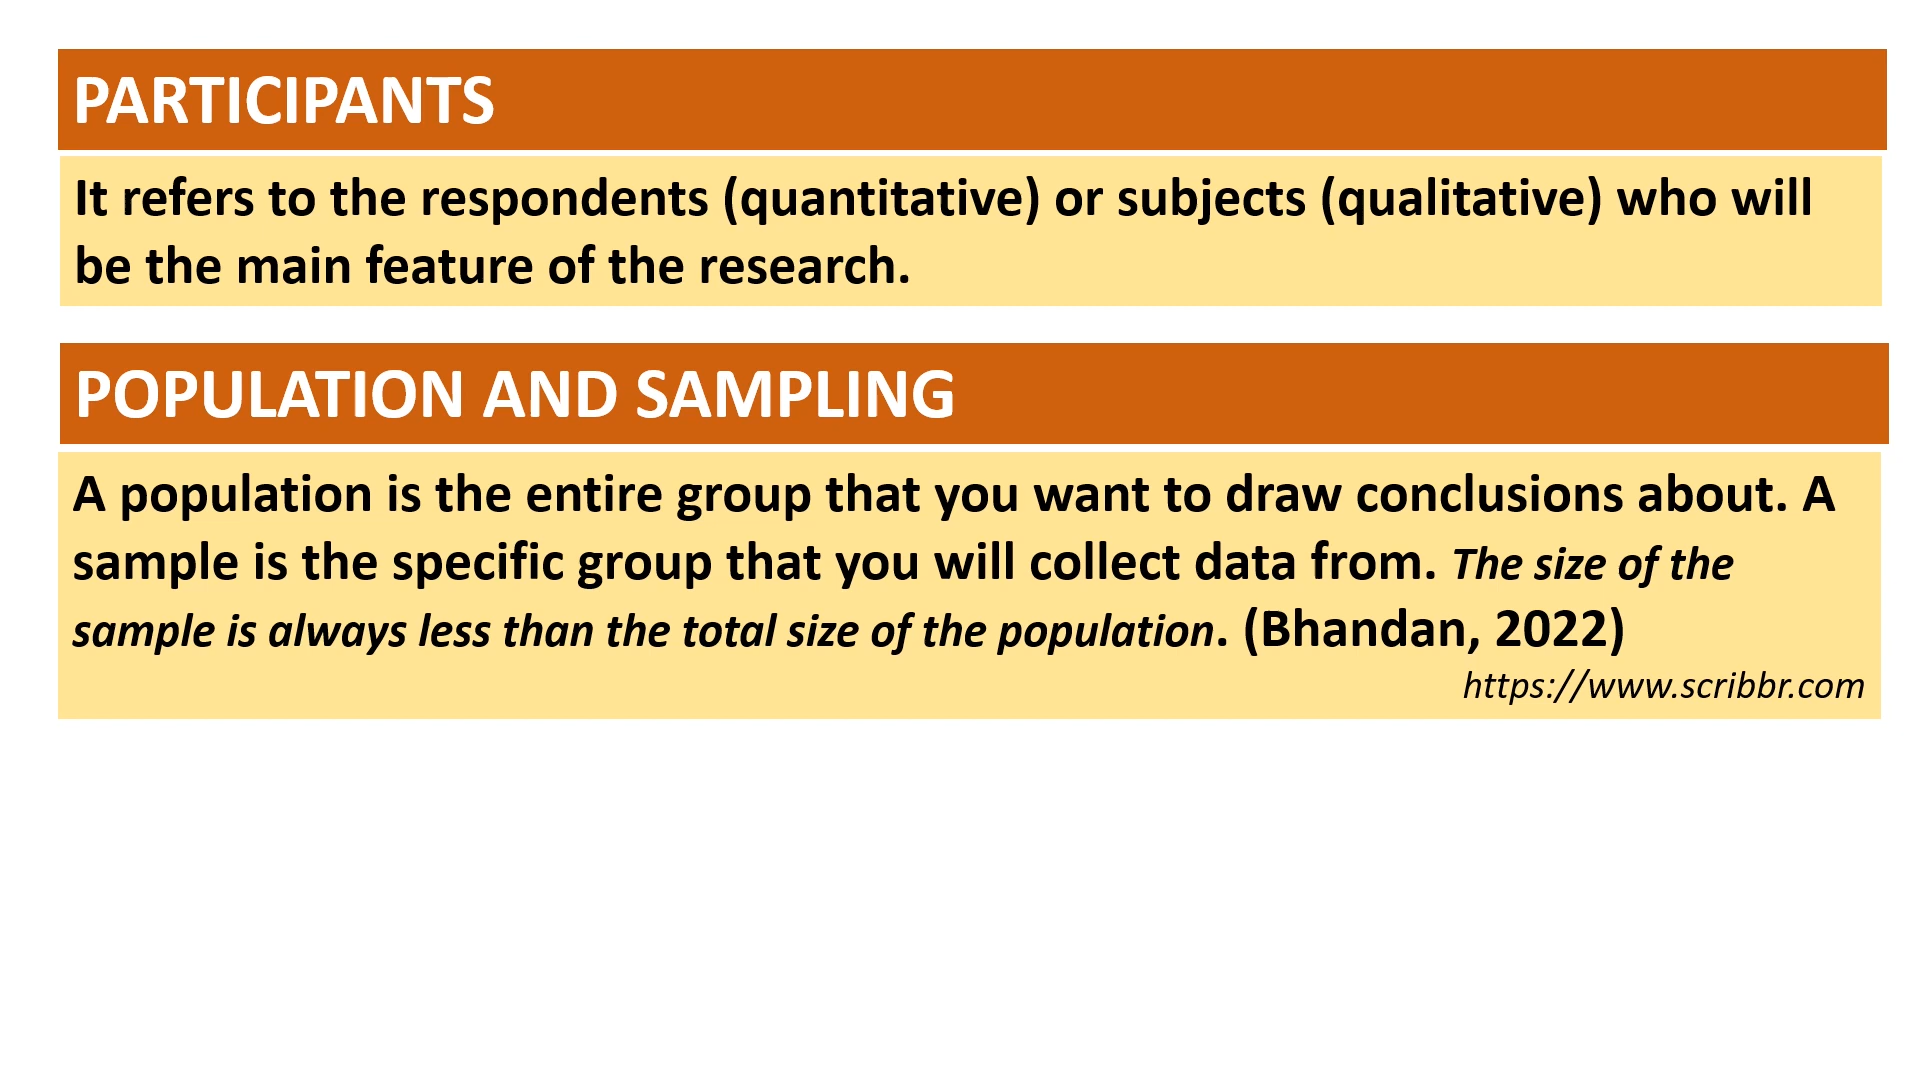 PARTICIPANTS
It refers to the respondents (quantitative) or subjects (qualitative) who will
be the main feature of the research.
POPULATION AND SAMPLING
A population is the entire group that you want to draw conclusions about. A
sample is the specific group that you will collect data from. The size of the
sample is always less than the total size of the population. (Bhandan, 2022)
https://www.scribbr.com